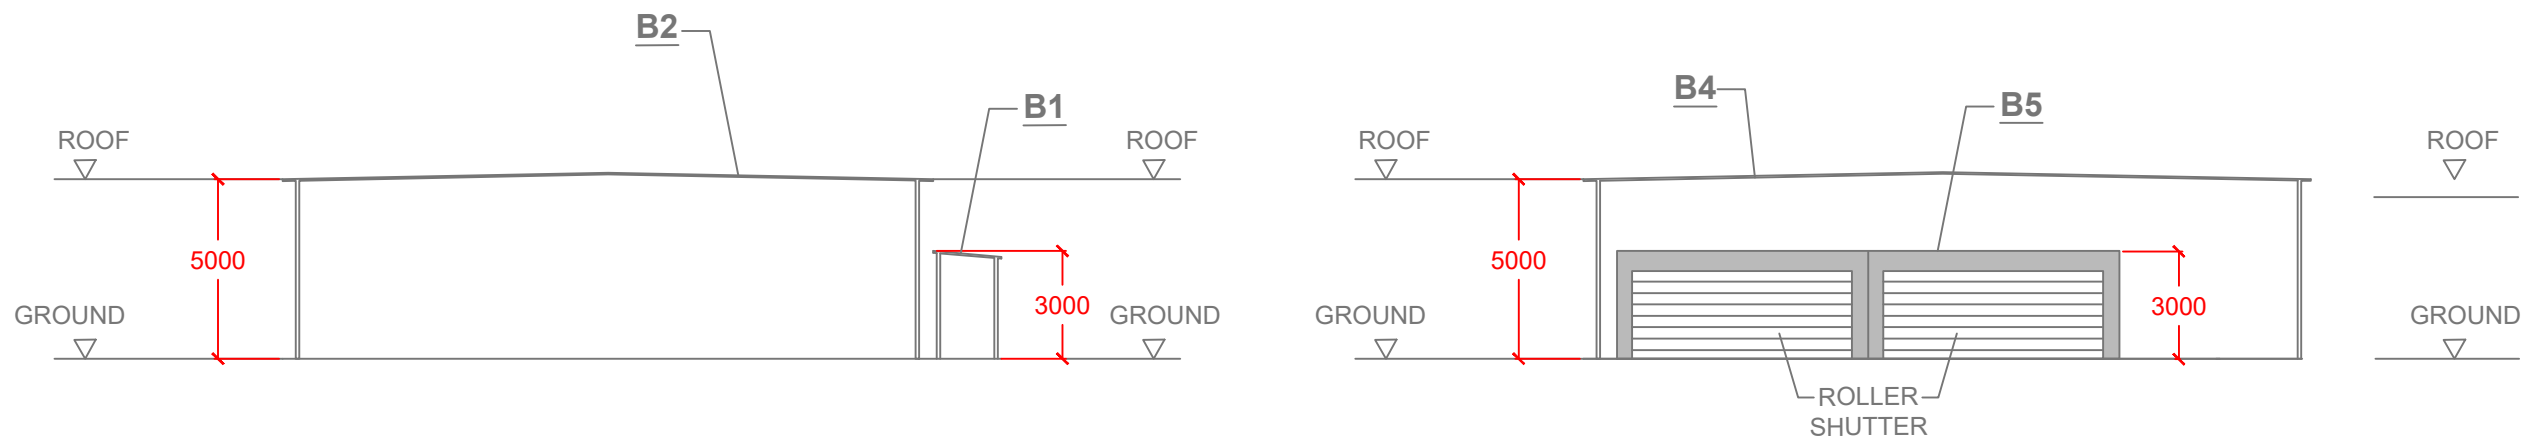 B2
B4
B1
B5
ROOF
ROOF
ROOF
ROOF
5000
5000
3000
3000
GROUND
GROUND
GROUND
GROUND
ROLLER
SHUTTER